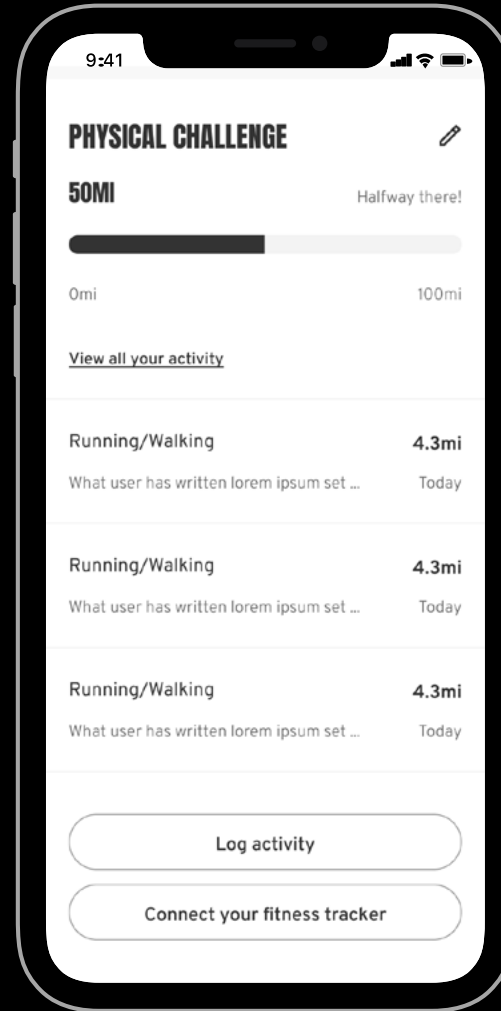 9:41
PHYSICAL CHALLENGE
50MI
Halfway there!
0mi
100mi
View all your activity
Running/Walking
4.3mi
What user has written lorem ipsum set ...
Today
Running/Walking
4.3mi
What user has written lorem ipsum set ...
Today
Running/Walking
4.3mi
What user has written lorem ipsum set ...
Today
Log activity
Connect your fitness tracker